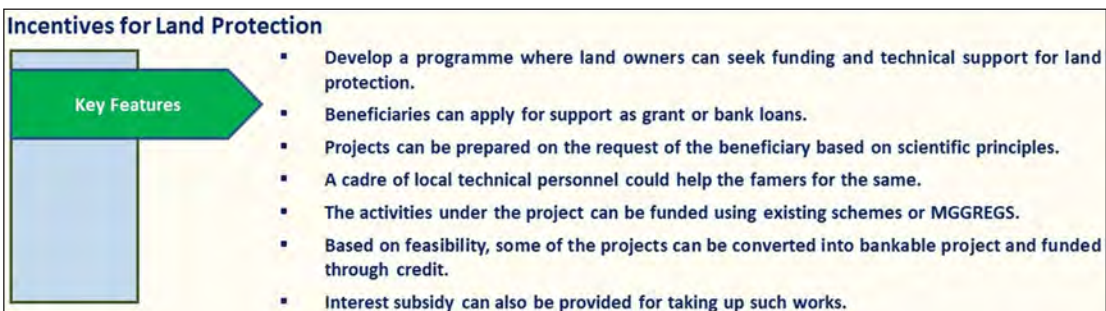 Incentives for Land Protection
Key Features
▪ Develop a programme where land owners can seek funding and technical support for land
protection.
▪ Beneficiaries can apply for support as grant or bank loans.
▪ Projects can be prepared on the request of the beneficiary based on scientific principles.
▪ A cadre of local technical personnel could help the famers for the same.
▪ The activities under the project can be funded using existing schemes or MGGREGS.
▪ Based on feasibility, some of the projects can be converted into bankable project and funded
through credit.
▪ Interest subsidy can also be provided for taking up such works.